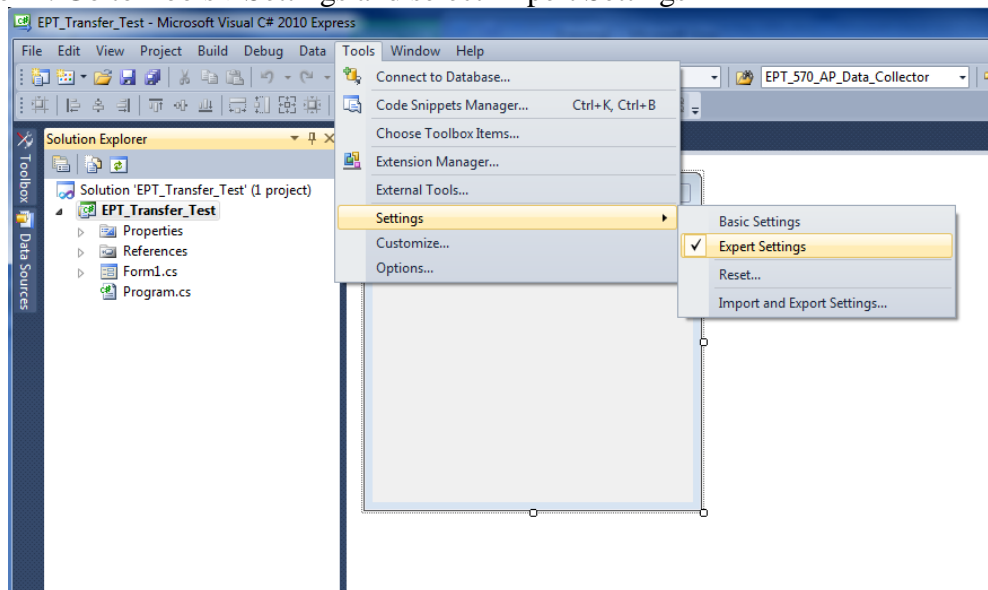 EPT_Transfer_Test - Microsoft Visual C# 2010 Express
File Edit View Project Build Debug Data Tools Window Help
EPT_570_AP_Data_Collector
Connect to Database...
Code Snippets Manager... Ctrl+K, Ctrl+B
Choose Toolbox Items...
Extension Manager...
External Tools...
Settings
Customize...
Options...
Basic Settings
Expert Settings
Reset...
Import and Export Settings...
Toolbox
Data Sources
Solution Explorer
Solution 'EPT_Transfer_Test' (1 project)
EPT_Transfer_Test
Properties
References
Form1.cs
Program.cs